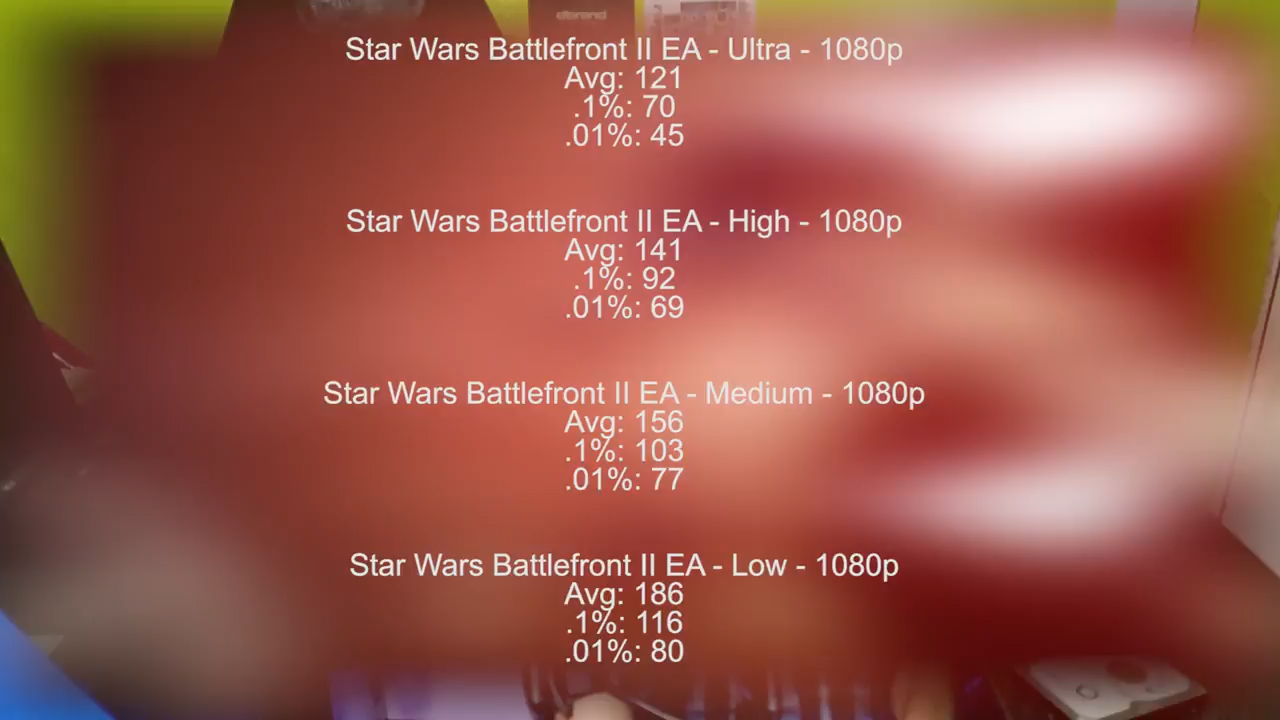 dbrand
Star Wars Battlefront II EA - Ultra - 1080p
Avg: 121
.1%: 70
.01%: 45
Star Wars Battlefront II EA - High - 1080p
Avg: 141
.1%: 92
.01%: 69
Star Wars Battlefront II EA - Medium - 1080p
Avg: 156
.1%: 103
.01%: 77
Star Wars Battlefront II EA - Low - 1080p
Avg: 186
.1%: 116
.01%: 80